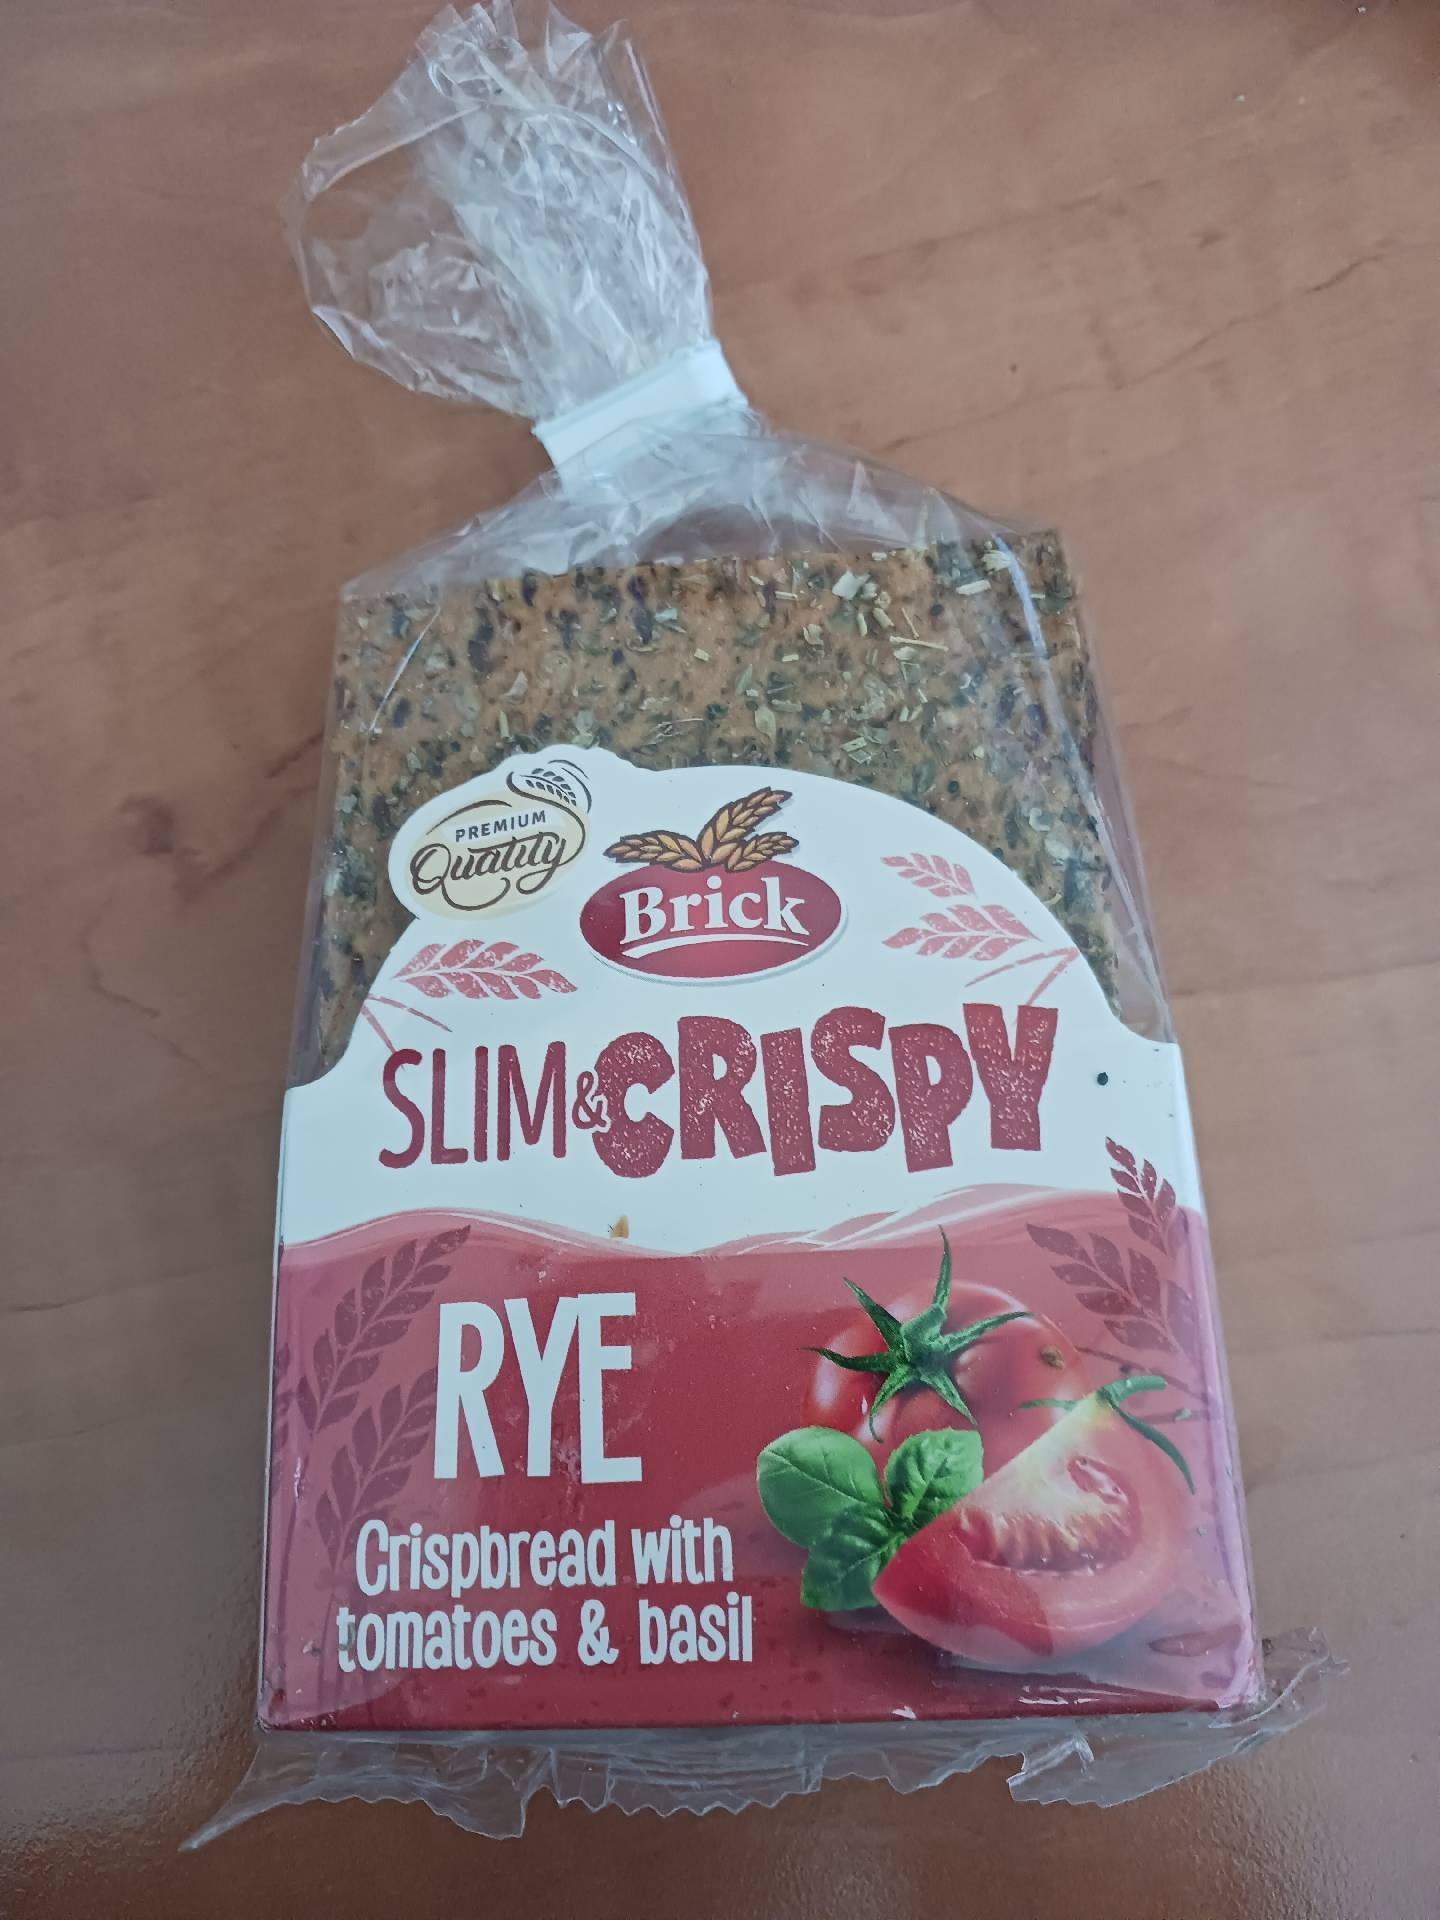 PREMIUM
Quality
Brick
SLIM & CRISPY
RYE
Crispbread with
tomatoes & basil